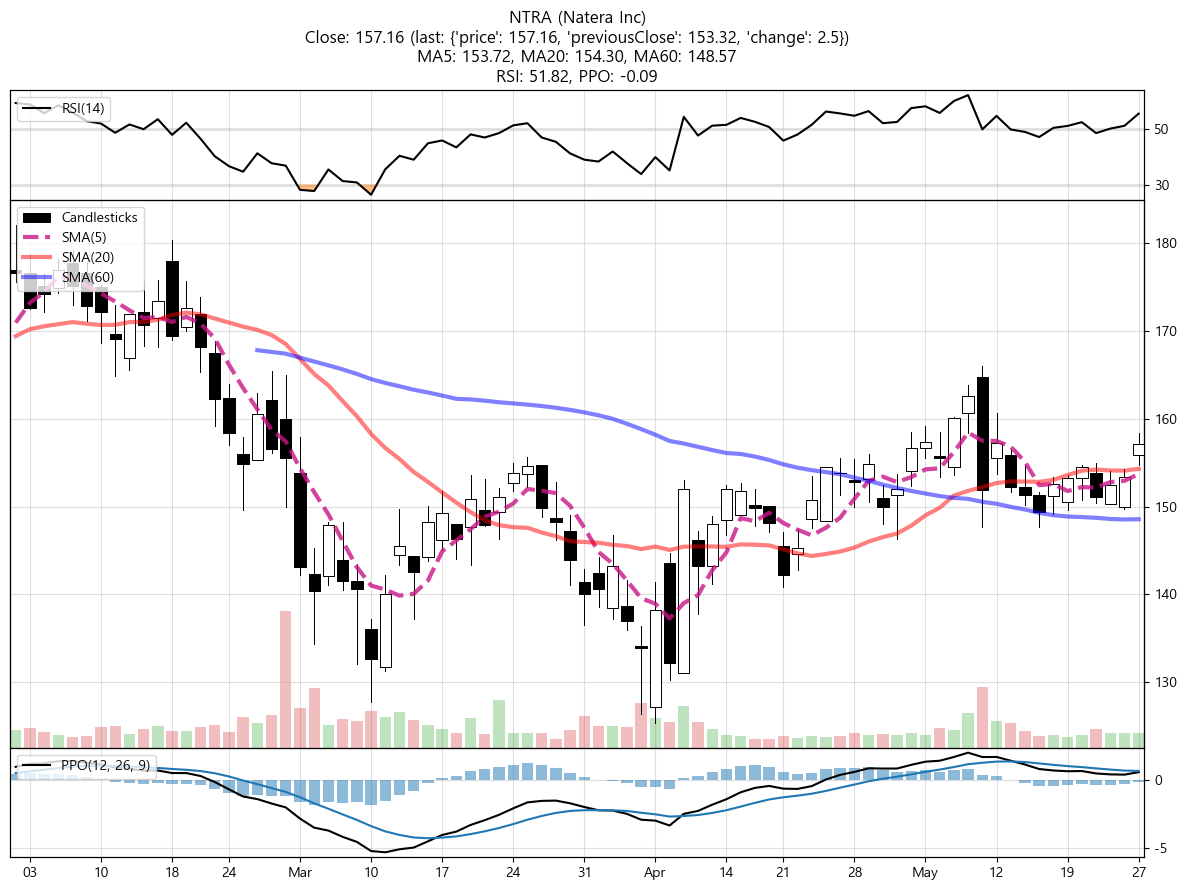 NTRA (Natera Inc)
Close: 157.16 (last: {'price': 157.16, 'previousClose': 153.32, 'change': 2.5})
MA5: 153.72, MA20: 154.30, MA60: 148.57
RSI: 51.82, PPO: -0.09
RSI(14)
50
30
Candlesticks
SMA(5)
SMA(20)
SMA(60)
180
170
160
150
140
130
PPO(12, 26, 9)
0
-5
03 10 18 24 Mar 10 17 24 31 Apr 14 21 28 May 12 19 27